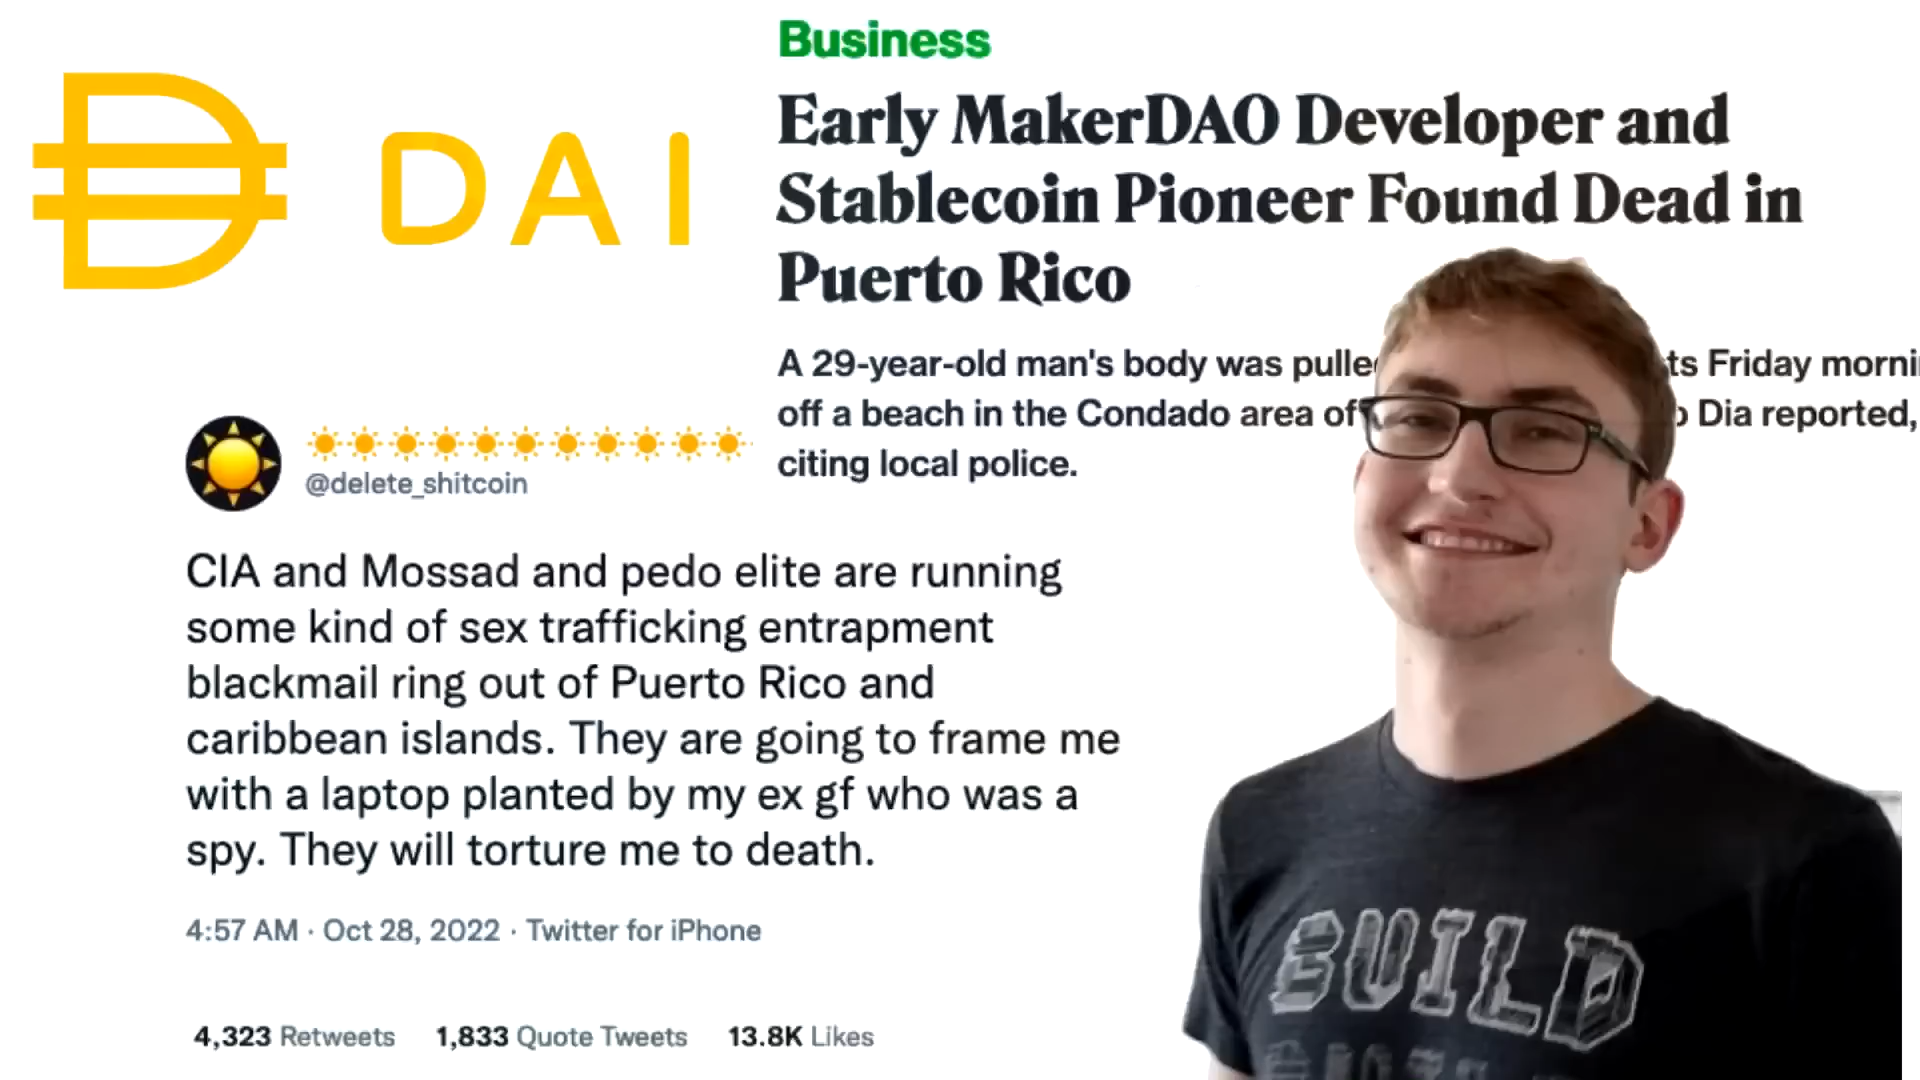 DAI
Business
Early MakerDAO Developer and
Stablecoin Pioneer Found Dead in
Puerto Rico
A 29-year-old man's body was ts Friday
off a beach in the Condado area of Dia reported,
citing local police.
@delete_shitcoin
CIA and Mossad and pedo elite are running
some kind of sex trafficking entrapment
blackmail ring out of Puerto Rico and
caribbean islands. They are going to frame me
with a laptop planted by my ex gf who was a
spy. They will torture me to death.
4:57 AM · Oct 28, 2022 · Twitter for iPhone
4,323 Retweets 1,833 Quote Tweets 13.8K Likes
BUILD